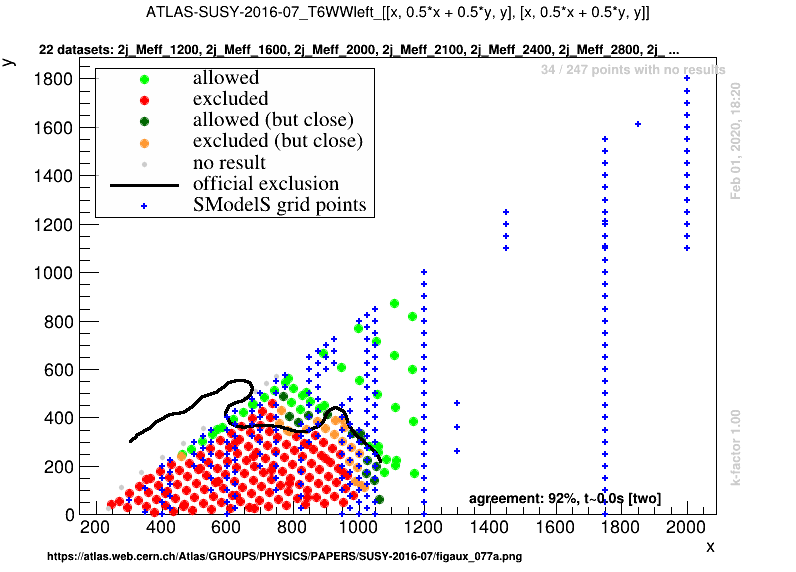 ATLAS-SUSY-2016-07_T6WWleft_[[x, 0.5*x + 0.5*y, y], [x, 0.5*x + 0.5*y, y]]
22 datasets: 2j_Meff_1200, 2j_Meff_1600, 2j_Meff_2000, 2j_Meff_2100, 2j_Meff_2400, 2j_Meff_2800, 2j_ ...
y
34 / 247 points with no results
allowed
excluded
allowed (but close)
excluded (but close)
no result
official exclusion
SModelS grid points
Feb 01, 2020, 18:20
k-factor 1.00
1800
1600
1400
1200
1000
800
600
400
200
0
agreement: 92%, t~0.0s [two]
200 400 600 800 1000 1200 1400 1600 1800 2000
x
https://atlas.web.cern.ch/Atlas/GROUPS/PHYSICS/PAPERS/SUSY-2016-07/figaux_077a.png